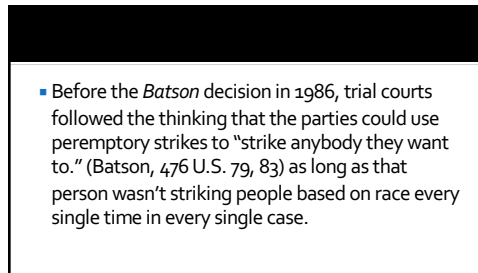 ▪ Before the Batson decision in 1986, trial courts
followed the thinking that the parties could use
peremptory strikes to “strike anybody they want
to.” (Batson, 476 U.S. 79, 83) as long as that
person wasn’t striking people based on race every
single time in every single case.